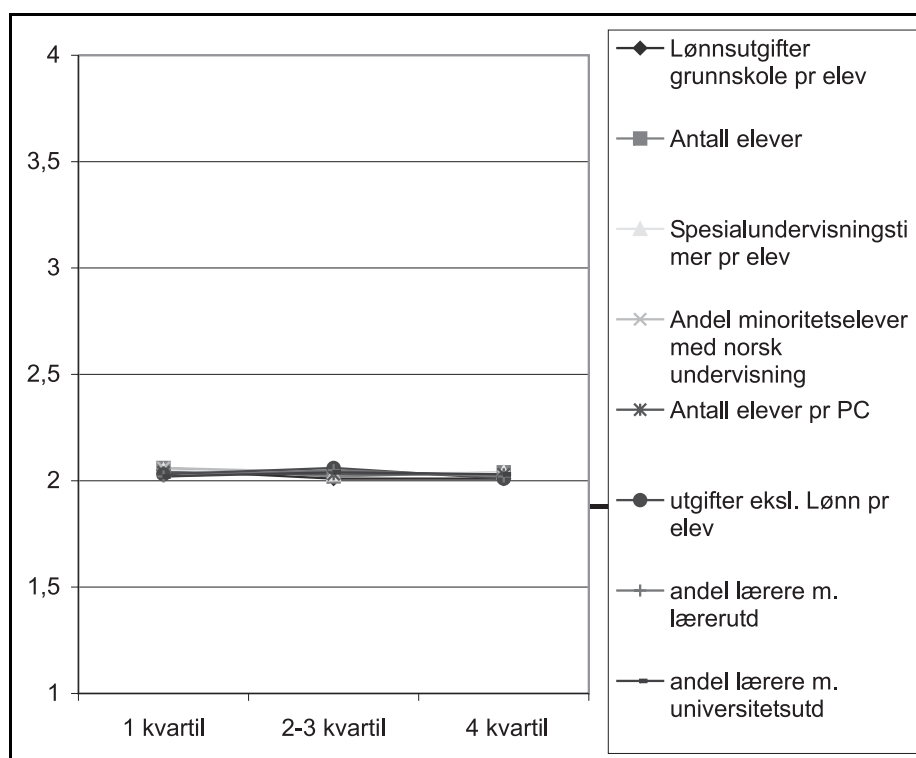 4
3,5
3
2,5
2
1,5
1
1 kvartil
2-3 kvartil
4 kvartil
Lønnsutgifter
grunnskole pr elev
Antall elever
Spesialundervisningsti
mer pr elev
Andel minoritetselever
med norsk
undervisning
Antall elever pr PC
utgifter eksl. Lønn pr
elev
andel lærere m.
lærerutd
andel lærere m.
universitetsutd